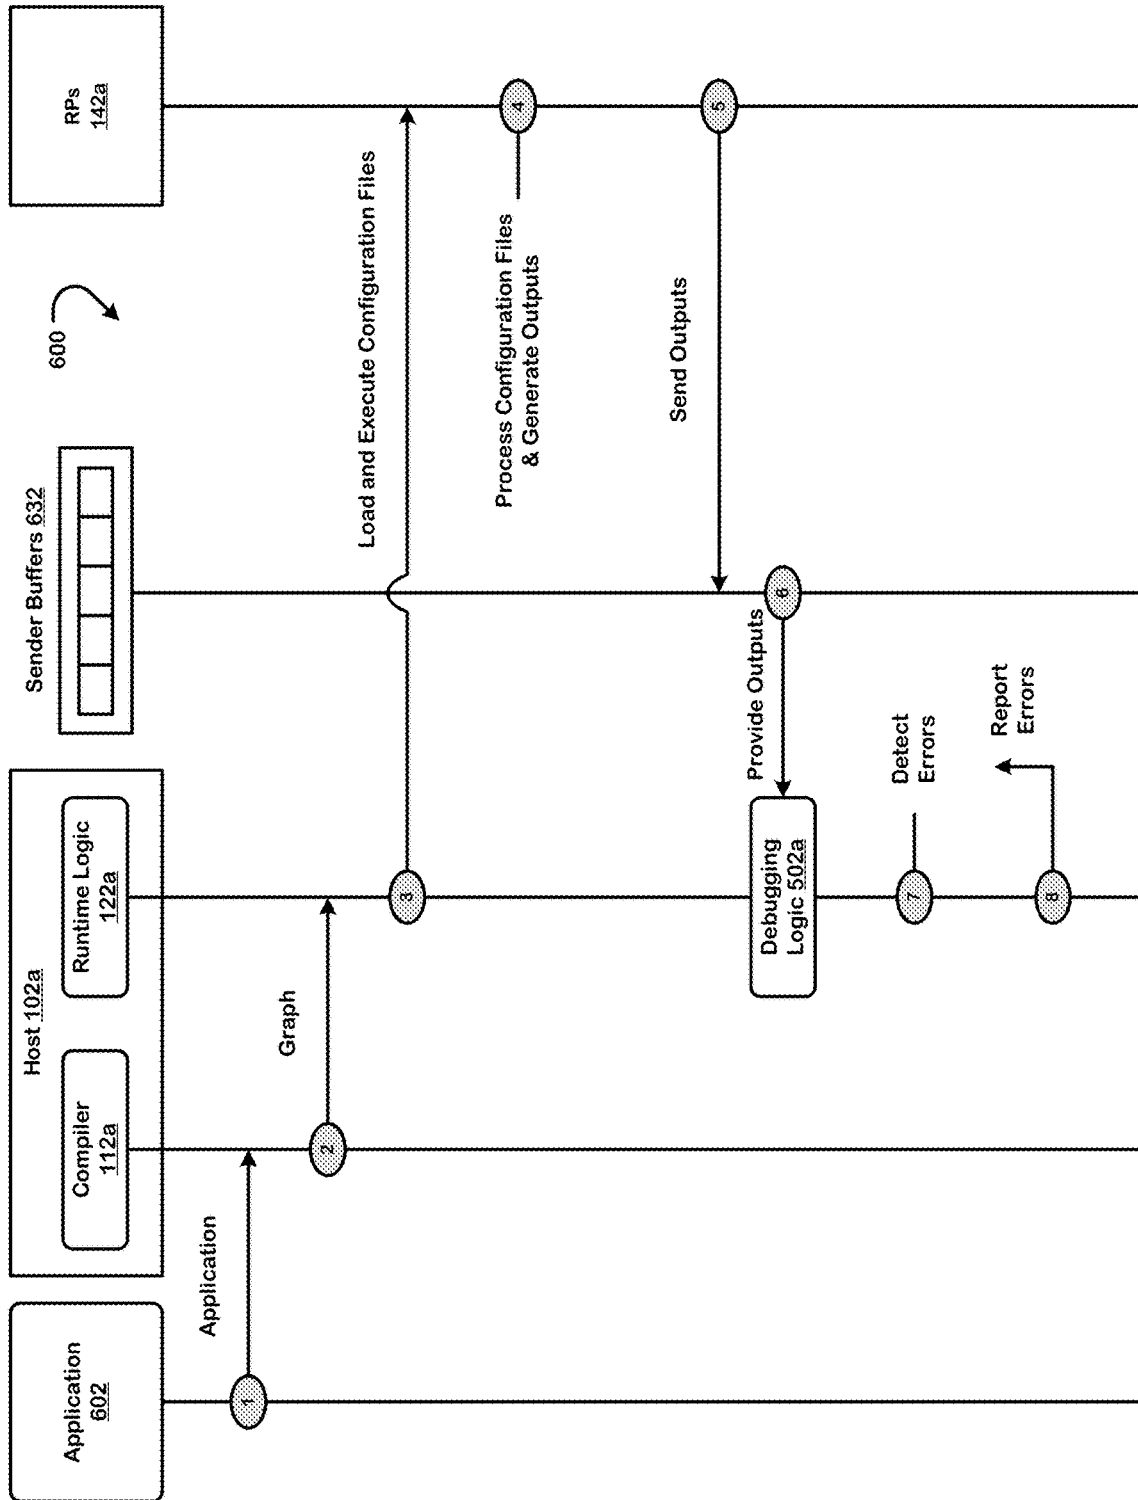 Application
602
Host 102a
Compiler
112a
Runtime Logic
122a
Sender Buffers 632
600
RPs
142a
1
Application
2
Graph
3
Load and Execute Configuration Files
4
Process Configuration Files
& Generate Outputs
5
Send Outputs
6
Provide Outputs
Debugging
Logic 502a
7
Detect
Errors
8
Report
Errors